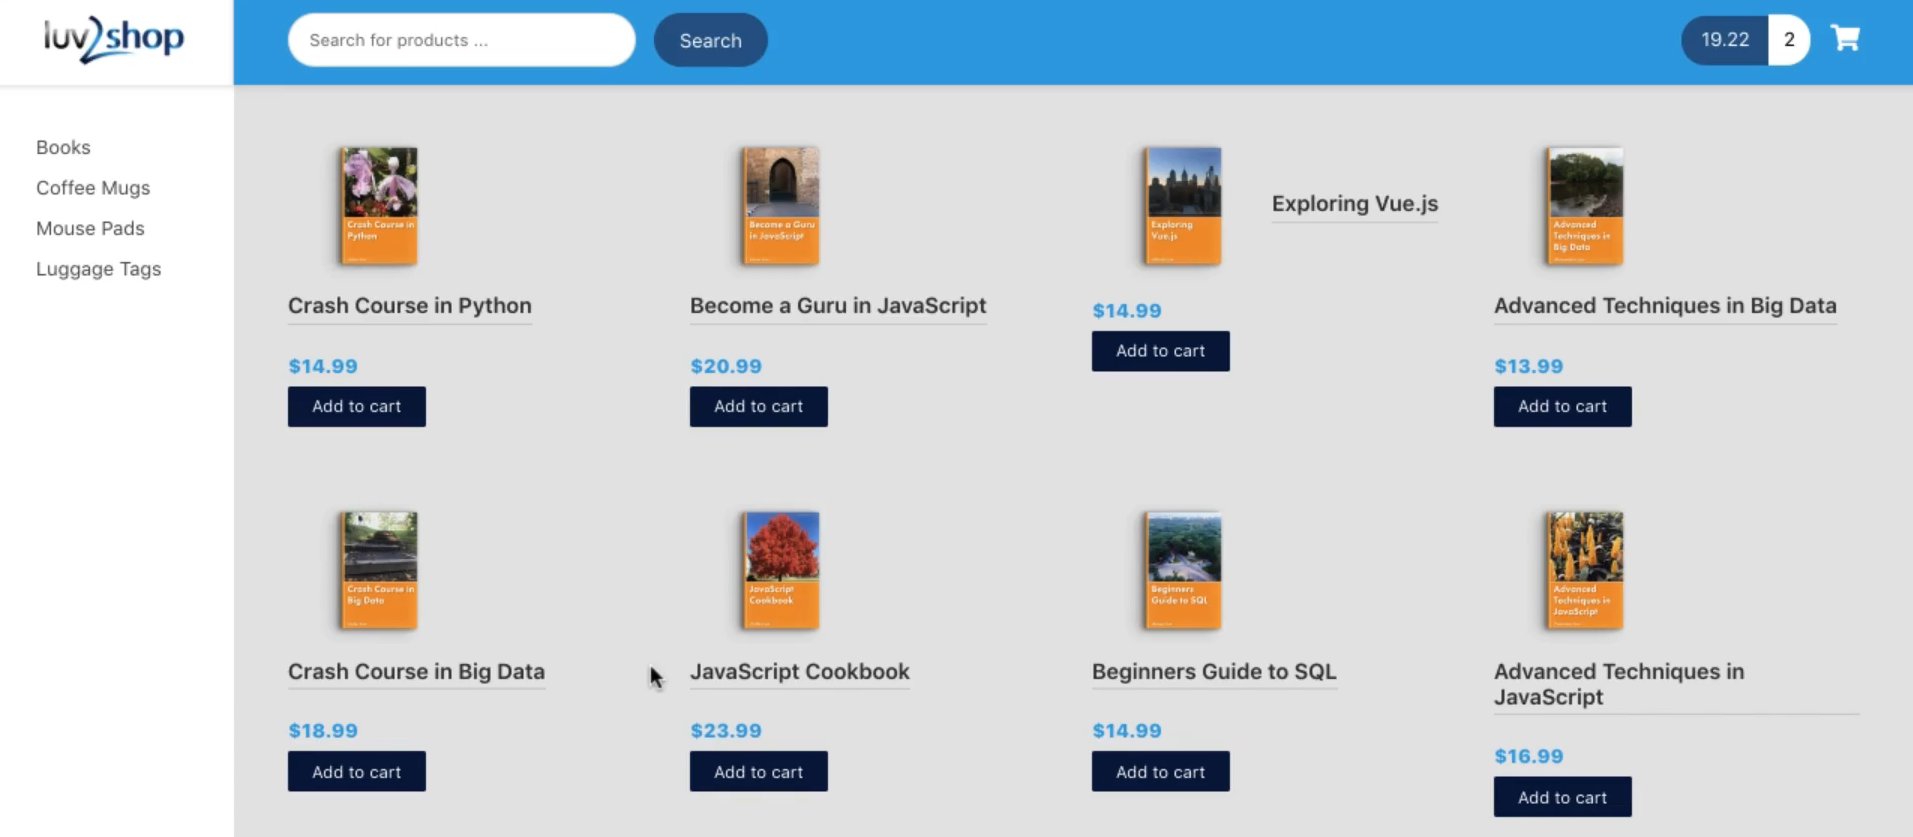 luv2shop
Search for products ...
Search
19.22
2
Books
Coffee Mugs
Mouse Pads
Luggage Tags
Crash Course in
Python
Become a Guru
in JavaScript
Exploring
Vue.js
Exploring Vue.js
Advanced
Techniques in
Big Data
Crash Course in Python
Become a Guru in JavaScript
Advanced Techniques in Big Data
$14.99
$20.99
$14.99
$13.99
Add to cart
Add to cart
Add to cart
Add to cart
Crash Course in
Big Data
JavaScript
Cookbook
Beginners
Guide to SQL
Advanced
Techniques in
JavaScript
Crash Course in Big Data
JavaScript Cookbook
Beginners Guide to SQL
Advanced Techniques in
JavaScript
$18.99
$23.99
$14.99
$16.99
Add to cart
Add to cart
Add to cart
Add to cart